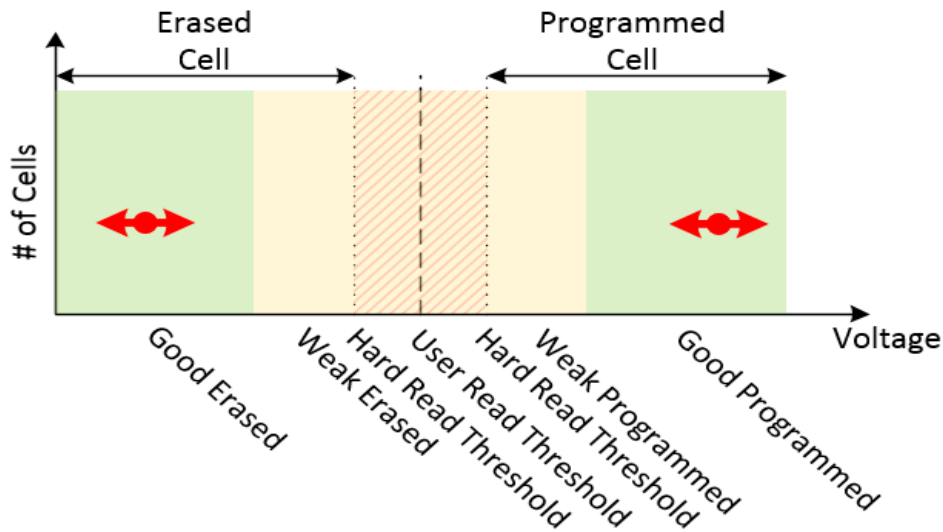 Erased
Cell
Programmed
Cell
# of Cells
Voltage
Good Erased
Weak Erased
Hard Read Threshold
User Read Threshold
Hard Read Threshold
Weak Programmed
Good Programmed